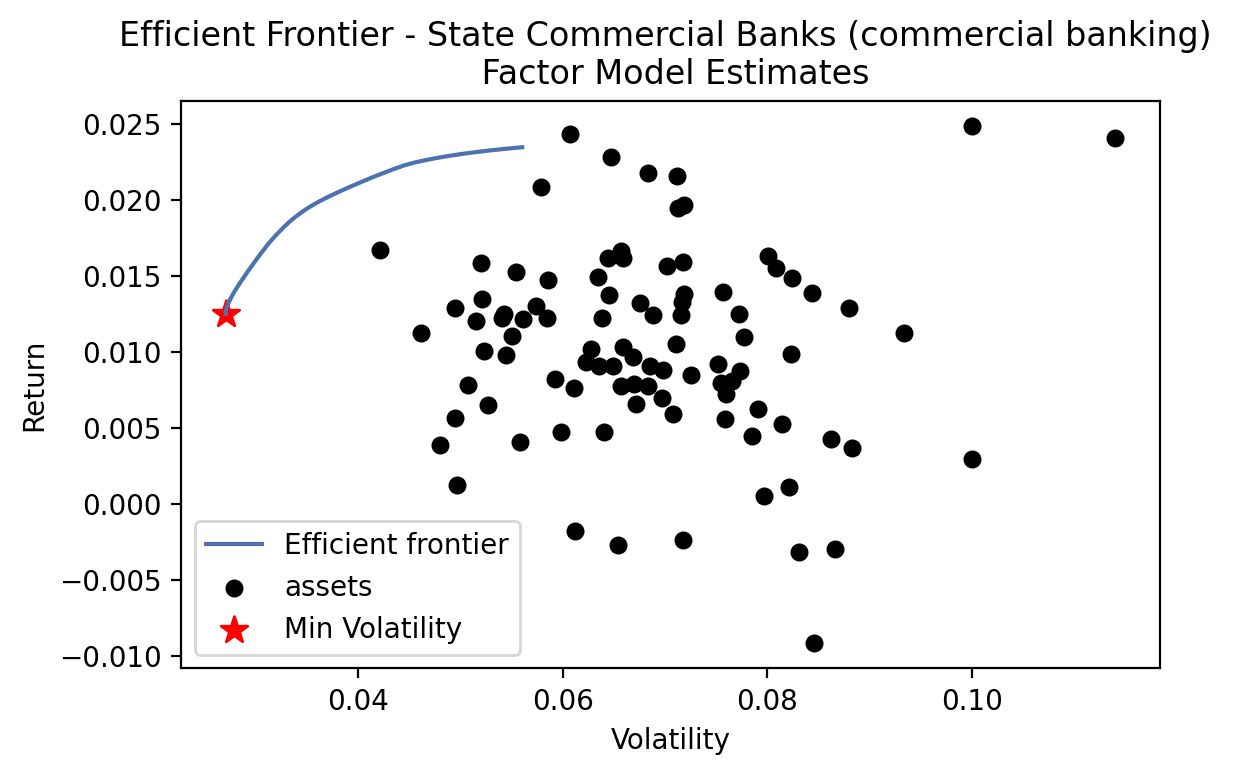 Efficient Frontier - State Commercial Banks (commercial banking)
Factor Model Estimates
0.025
0.020
0.015
0.010
0.005
0.000
−0.005
−0.010
Return
Efficient frontier
assets
Min Volatility
0.04 0.06 0.08 0.10
Volatility